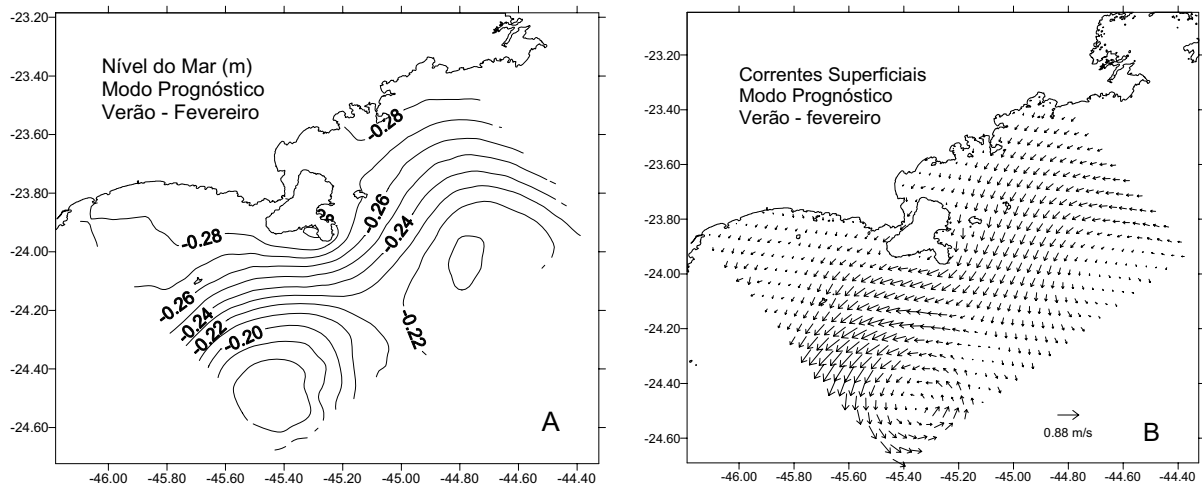 -23.20
-23.40
-23.60
-23.80
-24.00
-24.20
-24.40
-24.60
-46.00 -45.80 -45.60 -45.40 -45.20 -45.00 -44.80 -44.60 -44.40
Nível do Mar (m)
Modo Prognóstico
Verão - Fevereiro
-0.28
-0.26
-0.24
-0.28
-0.26
-0.24
-0.22
-0.20
-0.22
A
-23.20
-23.40
-23.60
-23.80
-24.00
-24.20
-24.40
-24.60
-46.00 -45.80 -45.60 -45.40 -45.20 -45.00 -44.80 -44.60 -44.40
Correntes Superficiais
Modo Prognóstico
Verão - fevereiro
0.88 m/s
B